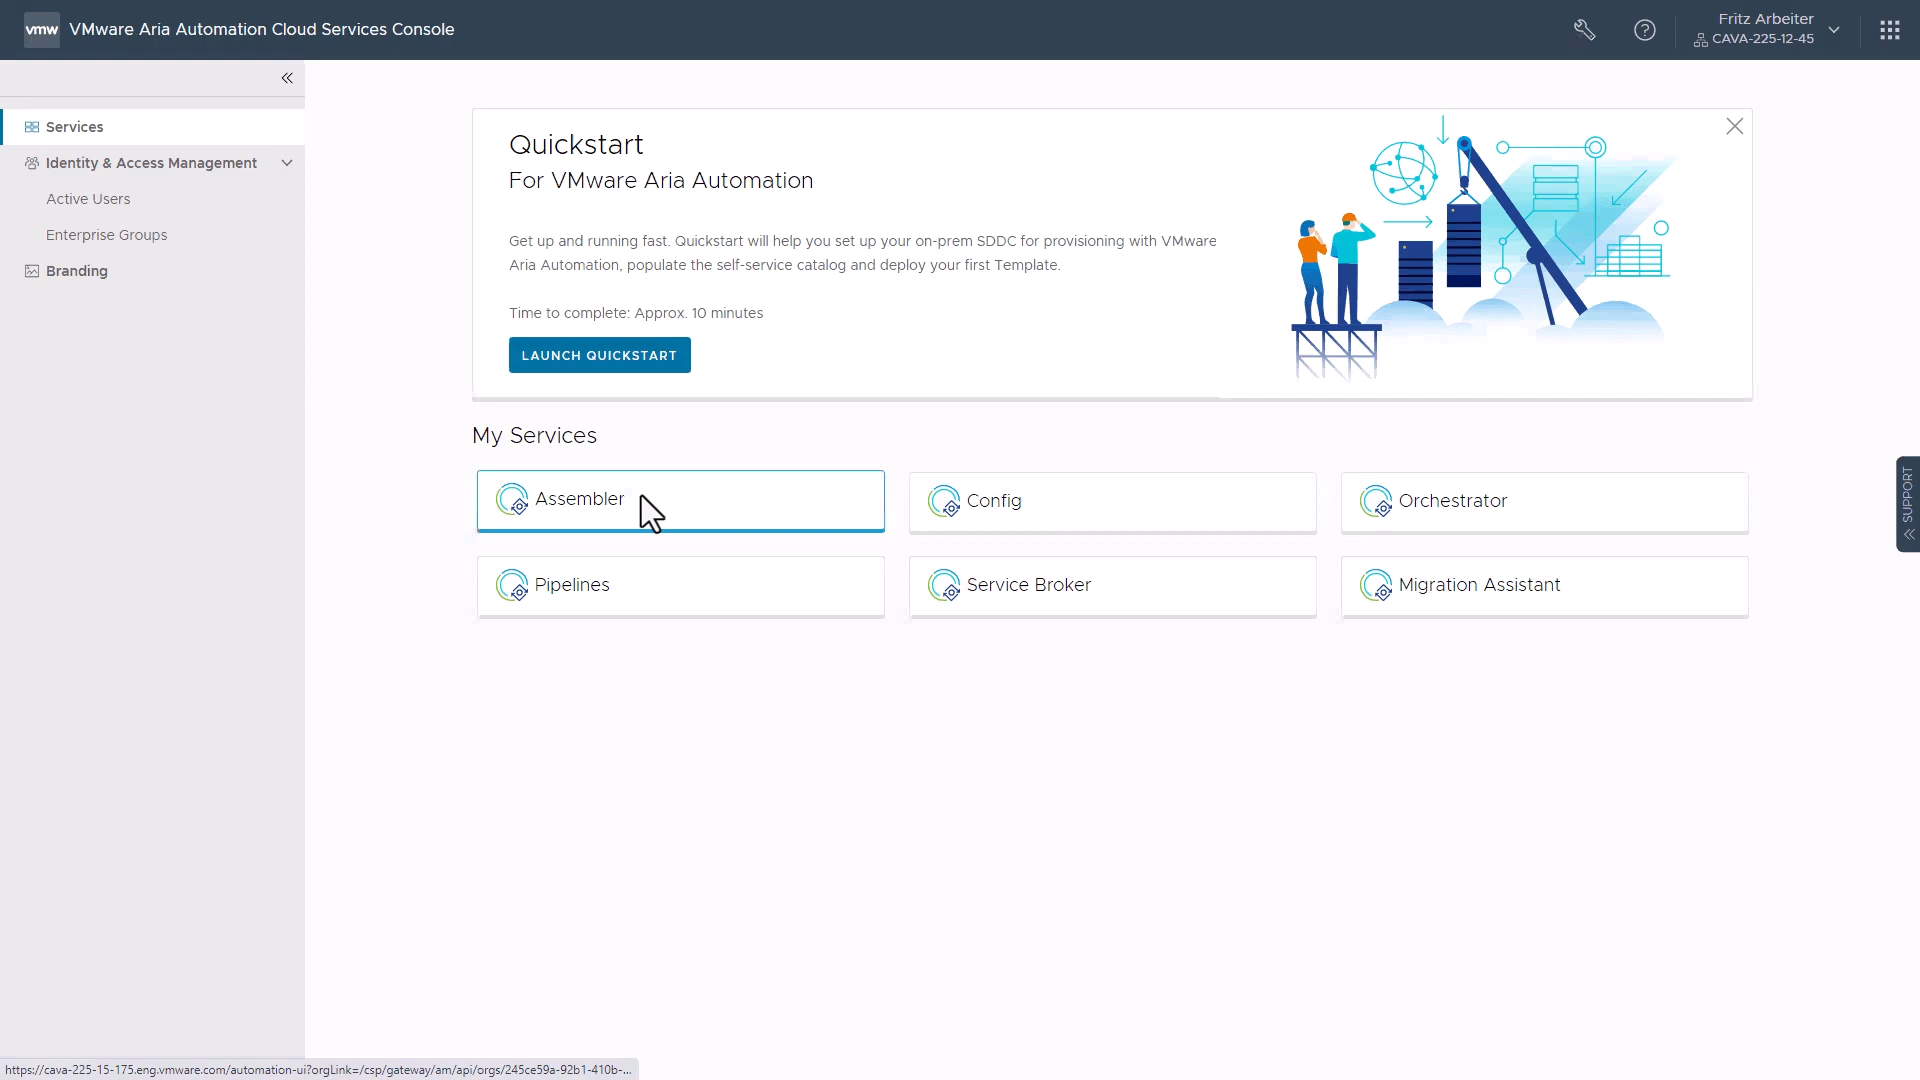 vmw VMware Aria Automation Cloud Services Console
Fritz Arbeiter
CAVA-225-12-45
Services
Identity & Access Management
Active Users
Enterprise Groups
Branding
Quickstart
For VMware Aria Automation
Get up and running fast. Quickstart will help you set up your on-prem SDDC for provisioning with VMware
Aria Automation, populate the self-service catalog and deploy your first Template.
Time to complete: Approx. 10 minutes
LAUNCH QUICKSTART
My Services
Assembler
Config
Orchestrator
Pipelines
Service Broker
Migration Assistant
SUPPORT
https://cava-225-15-175.eng.vmware.com/automation-ui?orgLink=/csp/gateway/am/api/orgs/245ce59a-92b1-410b-...